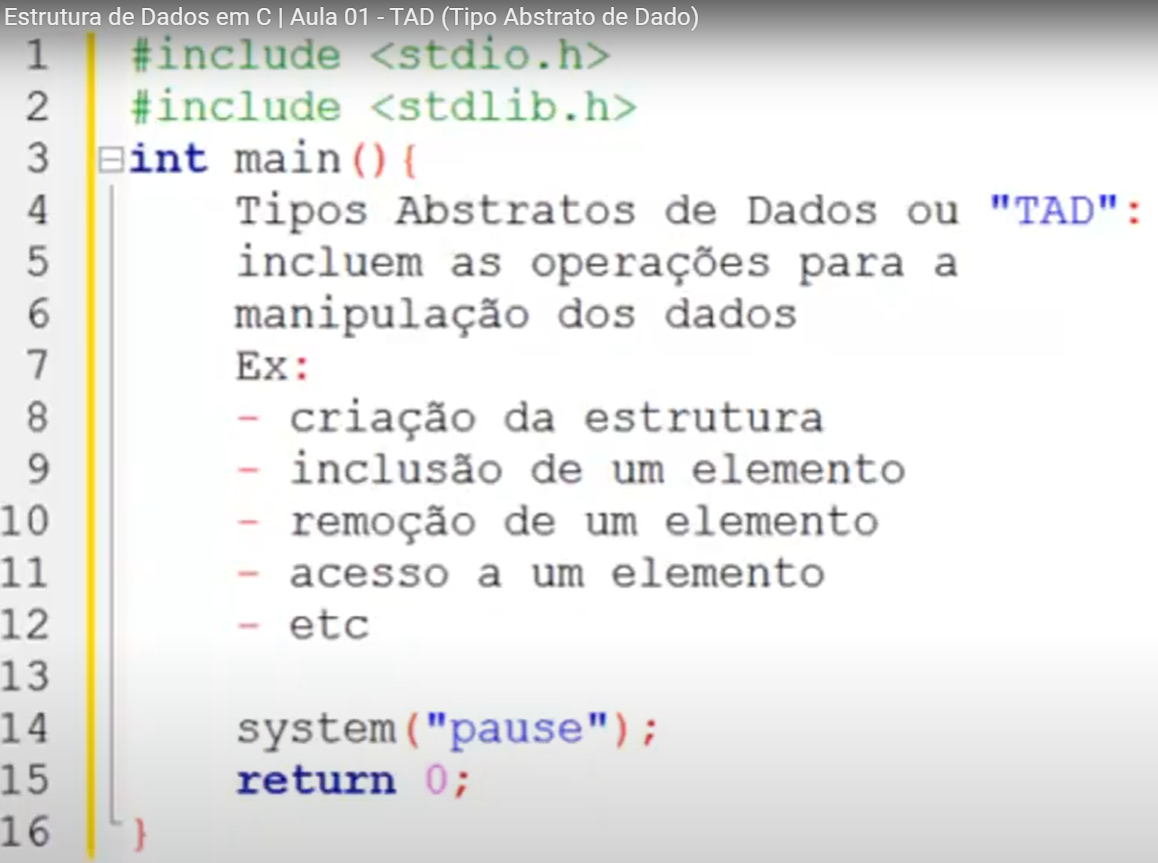 Estrutura de Dados em C | Aula 01 - TAD (Tipo Abstrato de Dado)
1 #include <stdio.h>
2 #include <stdlib.h>
3 int main(){
4 Tipos Abstratos de Dados ou "TAD":
5 incluem as operações para a
6 manipulação dos dados
7 Ex:
8 - criação da estrutura
9 - inclusão de um elemento
10 - remoção de um elemento
11 - acesso a um elemento
12 - etc
13
14 system("pause");
15 return 0;
16 }